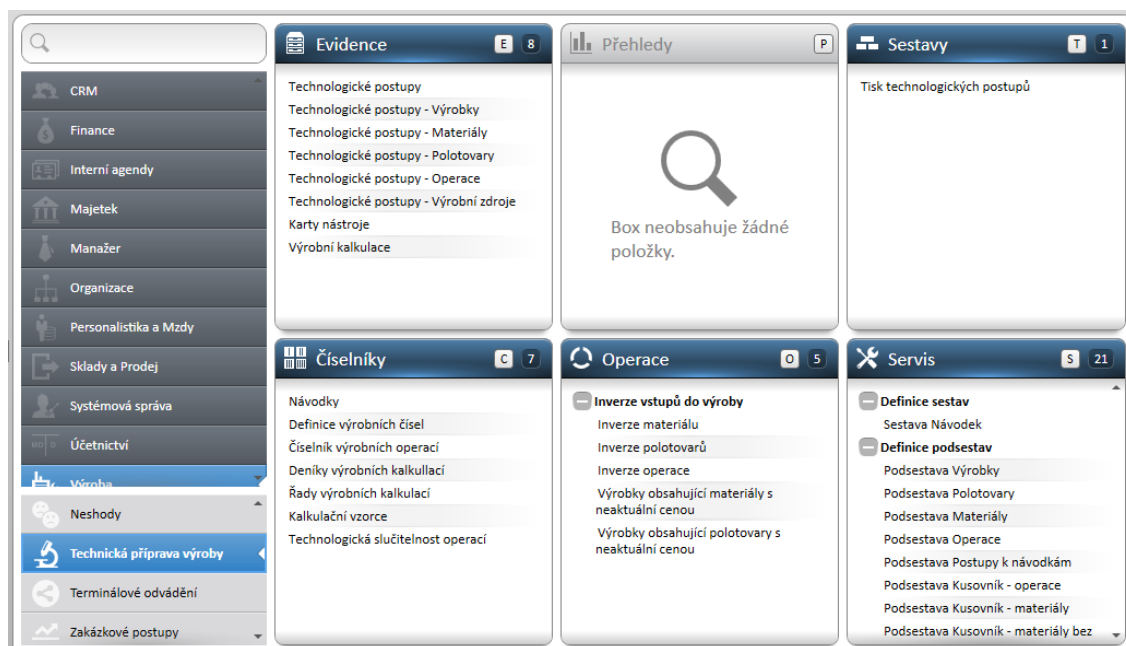 CRM
Finance
Interní agendy
Majetek
Manažer
Organizace
Personalistika a Mzdy
Sklady a Prodej
Systémová správa
MD D
Účetnictví
Výroba
Neshody
Technická příprava výroby
Terminálové odvádění
Zakázkové postupy
Evidence E 8
Technologické postupy
Technologické postupy - Výrobky
Technologické postupy - Materiály
Technologické postupy - Polotovary
Technologické postupy - Operace
Technologické postupy - Výrobní zdroje
Karty nástroje
Výrobní kalkulace
Přehledy P
Box neobsahuje žádné
položky.
Sestavy T 1
Tisk technologických postupů
Číselníky C 7
Návodky
Definice výrobních čísel
Číselník výrobních operací
Deníky výrobních kalkullací
Řady výrobních kalkulací
Kalkulační vzorce
Technologická slučitelnost operací
Operace O 5
Inverze vstupů do výroby
Inverze materiálu
Inverze polotovarů
Inverze operace
Výrobky obsahující materiály s
neaktuální cenou
Výrobky obsahující polotovary s
neaktuální cenou
Servis S 21
Definice sestav
Sestava Návodek
Definice podsestav
Podsestava Výrobky
Podsestava Polotovary
Podsestava Materiály
Podsestava Operace
Podsestava Postupy k návodkám
Podsestava Kusovník - operace
Podsestava Kusovník - materiály
Podsestava Kusovník - materiály bez